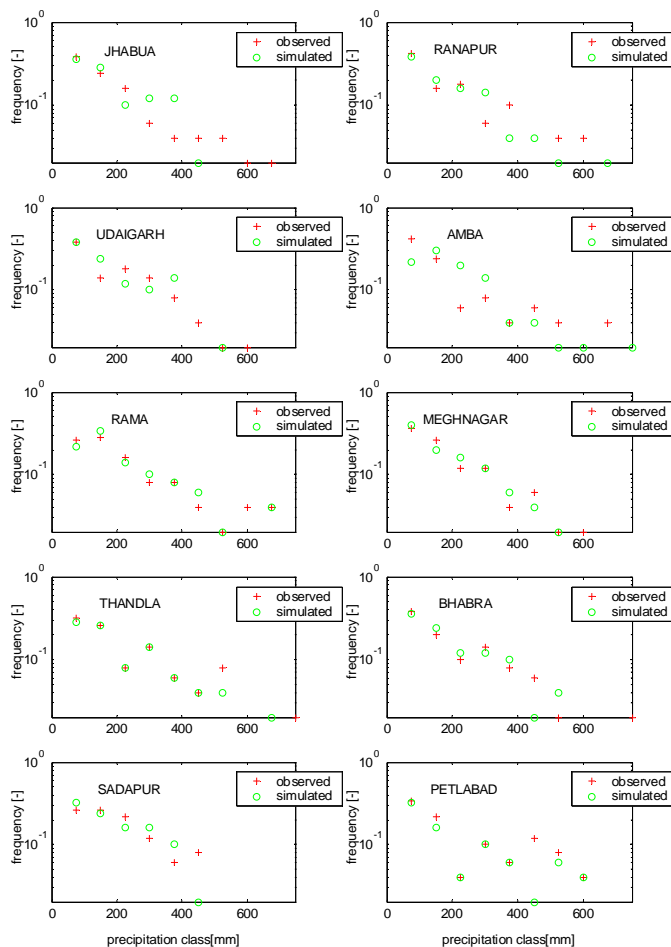 10^0
JHABUA
+ observed
○ simulated
frequency [-]
10^-1
0 200 400 600
10^0
RANAPUR
+ observed
○ simulated
frequency [-]
10^-1
0 200 400 600
10^0
UDAIGARH
+ observed
○ simulated
frequency [-]
10^-1
0 200 400 600
10^0
AMBA
+ observed
○ simulated
frequency [-]
10^-1
0 200 400 600
10^0
RAMA
+ observed
○ simulated
frequency [-]
10^-1
0 200 400 600
10^0
MEGHNAGAR
+ observed
○ simulated
frequency [-]
10^-1
0 200 400 600
10^0
THANDLA
+ observed
○ simulated
frequency [-]
10^-1
0 200 400 600
10^0
BHABRA
+ observed
○ simulated
frequency [-]
10^-1
0 200 400 600
10^0
SADAPUR
+ observed
○ simulated
frequency [-]
10^-1
0 200 400 600
precipitation class[mm]
10^0
PETLABAD
+ observed
○ simulated
frequency [-]
10^-1
0 200 400 600
precipitation class[mm]